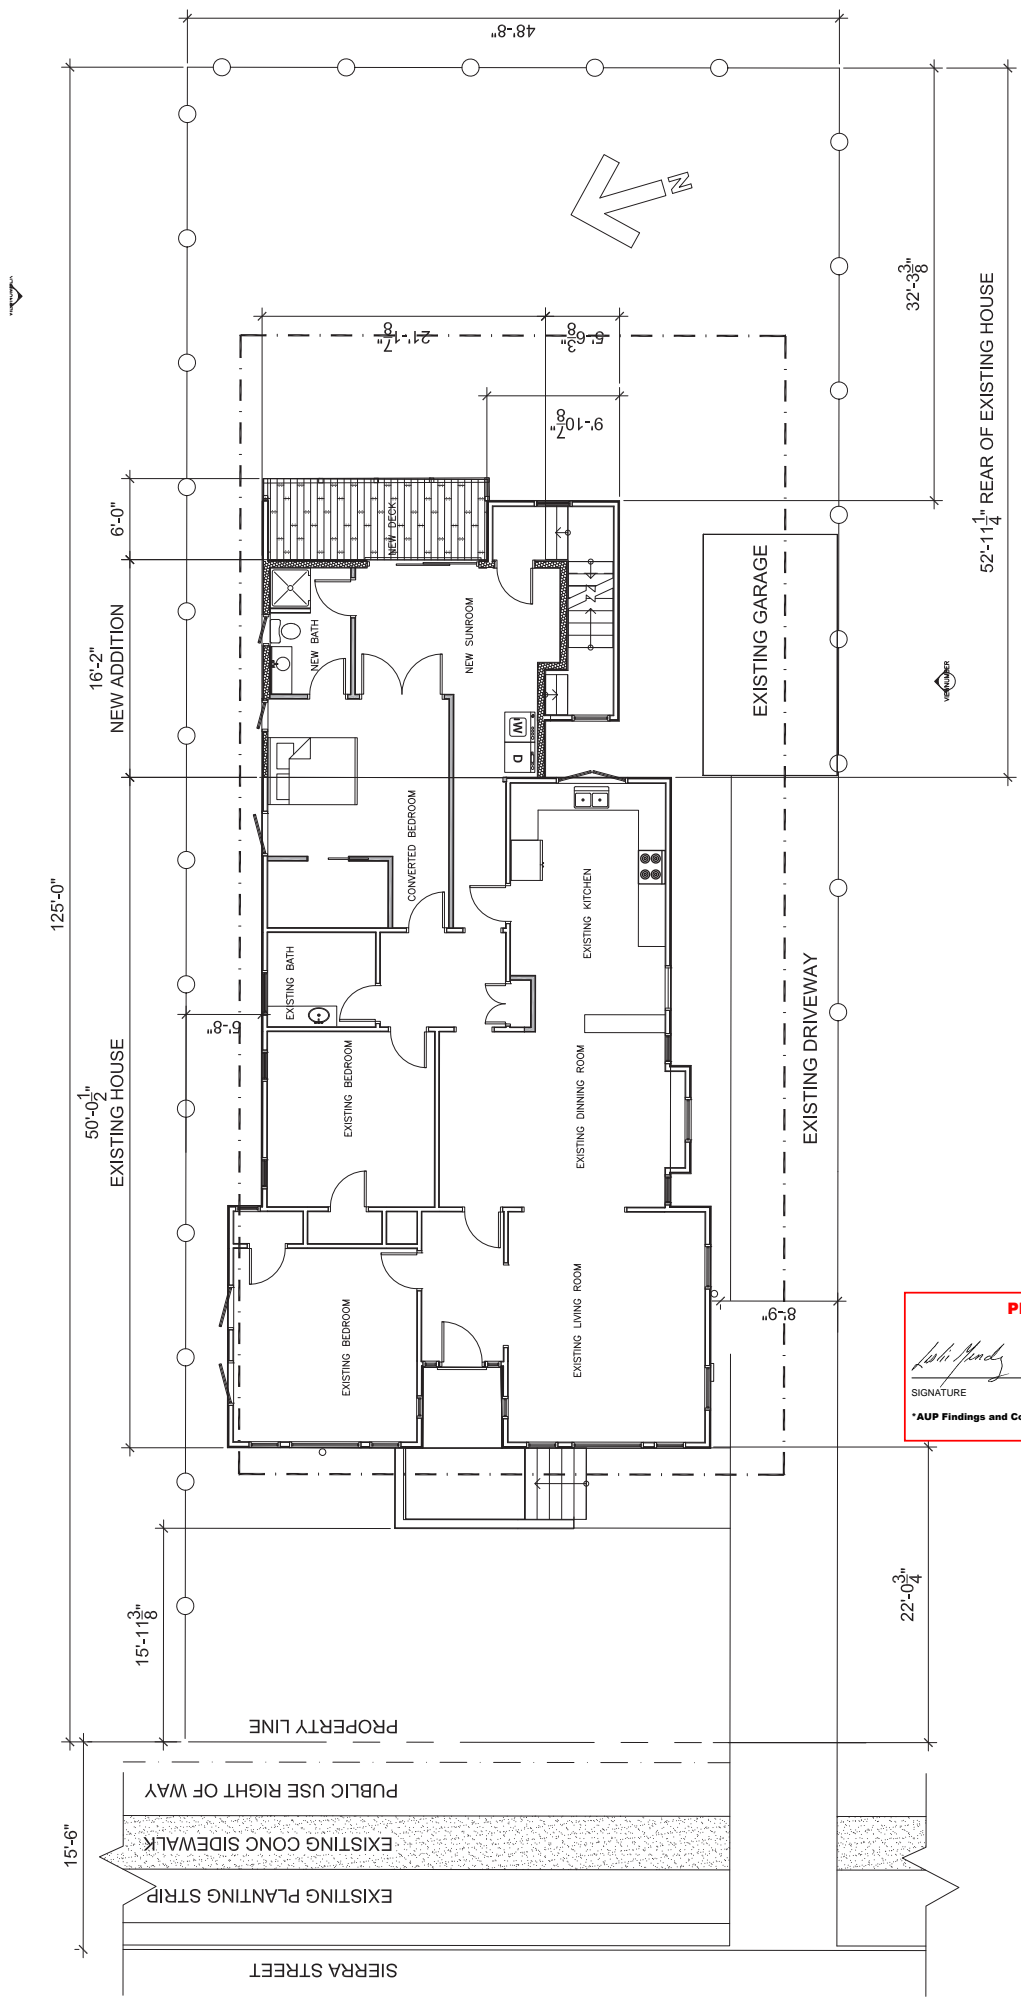 48'-8"
125'-0"
6'-0"
16'-2"
NEW ADDITION
50'-0 1/2"
EXISTING HOUSE
15'-11 3/8"
15'-6"
21'-1 7/8"
6 3/8"
9'-10 7/8"
32'-3 3/8"
52'-11 1/4" REAR OF EXISTING HOUSE
N
NEW DECK
NEW BATH
NEW SUNROOM
W
D
CONVERTED BEDROOM
EXISTING KITCHEN
EXISTING BATH
EXISTING BEDROOM
EXISTING DINNING ROOM
EXISTING BEDROOM
EXISTING LIVING ROOM
EXISTING GARAGE
EXISTING DRIVEWAY
VIEWNUMBER
8'-9"
22'-0 3/4"
SIGNATURE
*AUP Findings and
PROPERTY LINE
PUBLIC USE RIGHT OF WAY
EXISTING CONC SIDEWALK
EXISTING PLANTING STRIP
SIERRA STREET